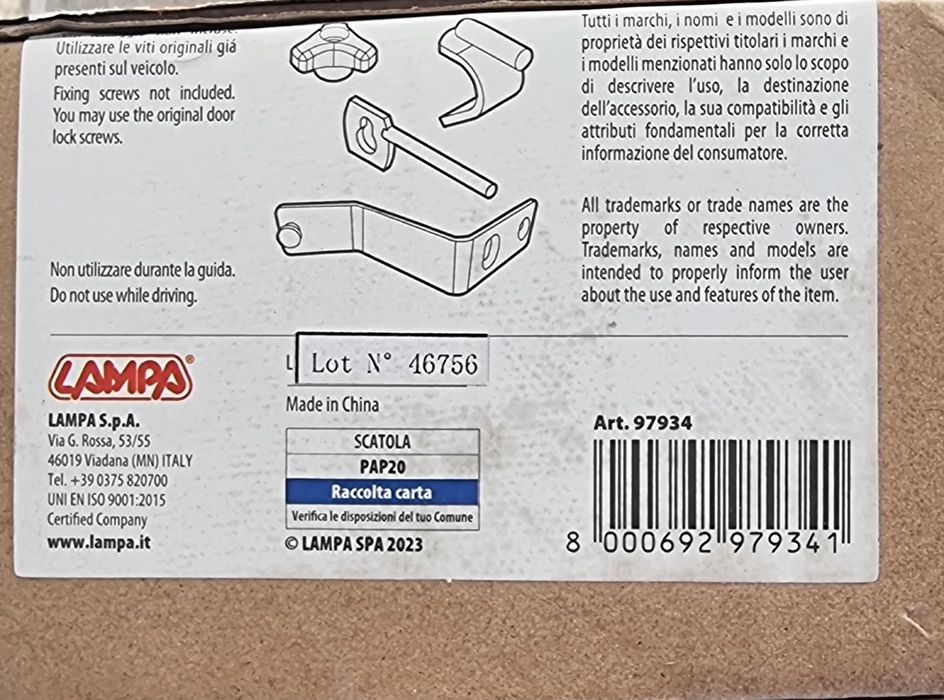 Utilizzare le viti originali giá
presenti sul veicolo.
Fixing screws not included.
You may use the original door
lock screws.
Non utilizzare durante la guida.
Do not use while driving.
Tutti i marchi, i nomi e i modelli sono di
proprietà dei rispettivi titolari i marchi e
i modelli menzionati hanno solo lo scopo
di descrivere l'uso, la destinazione
dell'accessorio, la sua compatibilità e gli
attributi fondamentali per la corretta
informazione del consumatore.
All trademarks or trade names are the
property of respective owners.
Trademarks, names and models are
intended to properly inform the user
about the use and features of the item.
LAMPA®
LAMPA S.p.A.
Via G. Rossa, 53/55
46019 Viadana (MN) ITALY
Tel. +39 0375 820700
UNI EN ISO 9001:2015
Certified Company
www.lampa.it
Lot N° 46756
Made in China
SCATOLA
PAP20
Raccolta carta
Verifica le disposizioni del tuo Comune
© LAMPA SPA 2023
Art. 97934
8 000692 979341